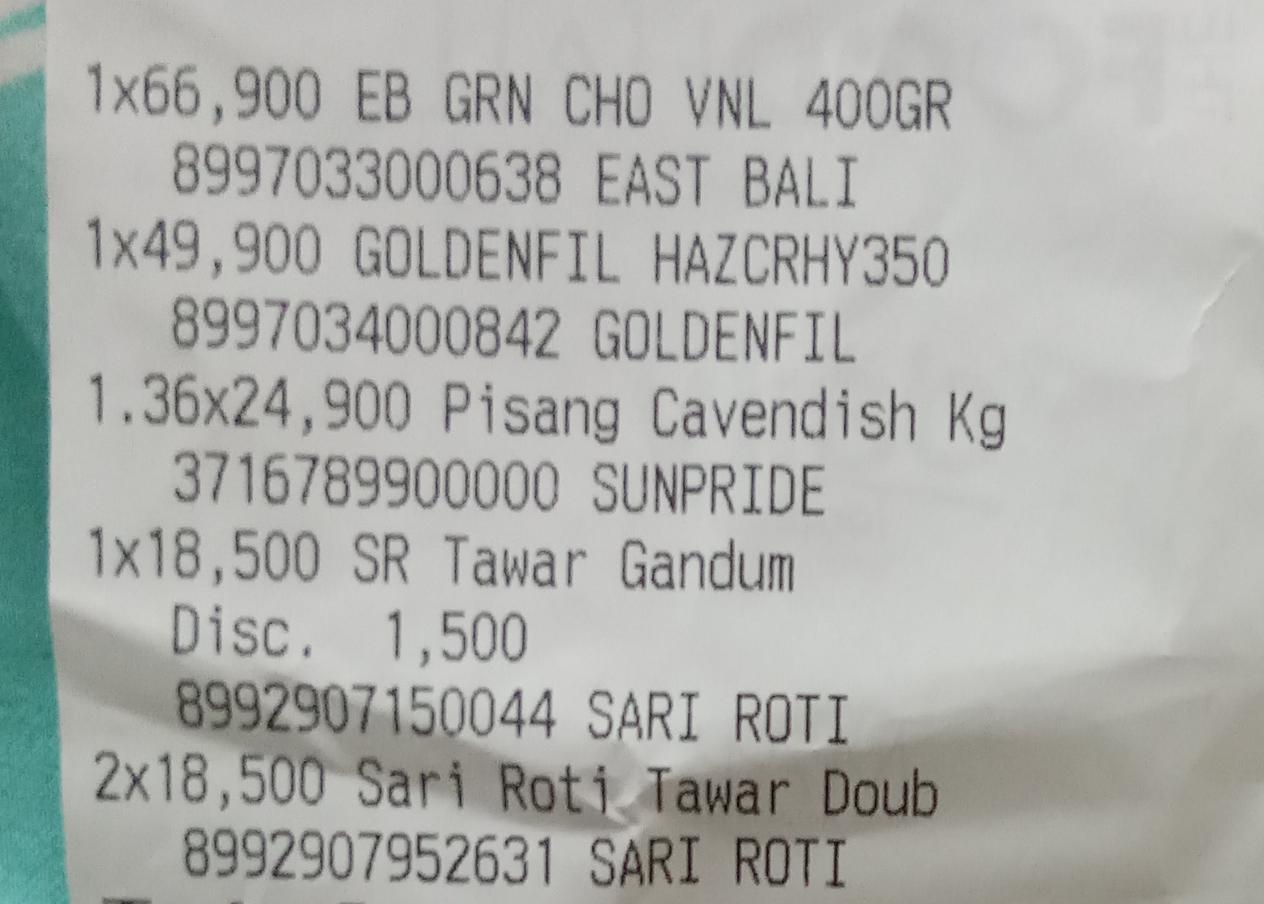 1x66,900 EB GRN CHO VNL 400GR
8997033000638 EAST BALI
1x49,900 GOLDENFIL HAZCRHY350
8997034000842 GOLDENFIL
1.36x24,900 Pisang Cavendish Kg
3716789900000 SUNPRIDE
1x18,500 SR Tawar Gandum
Disc. 1,500
8992907150044 SARI ROTI
2x18,500 Sari Roti Tawar Doub
8992907952631 SARI ROTI